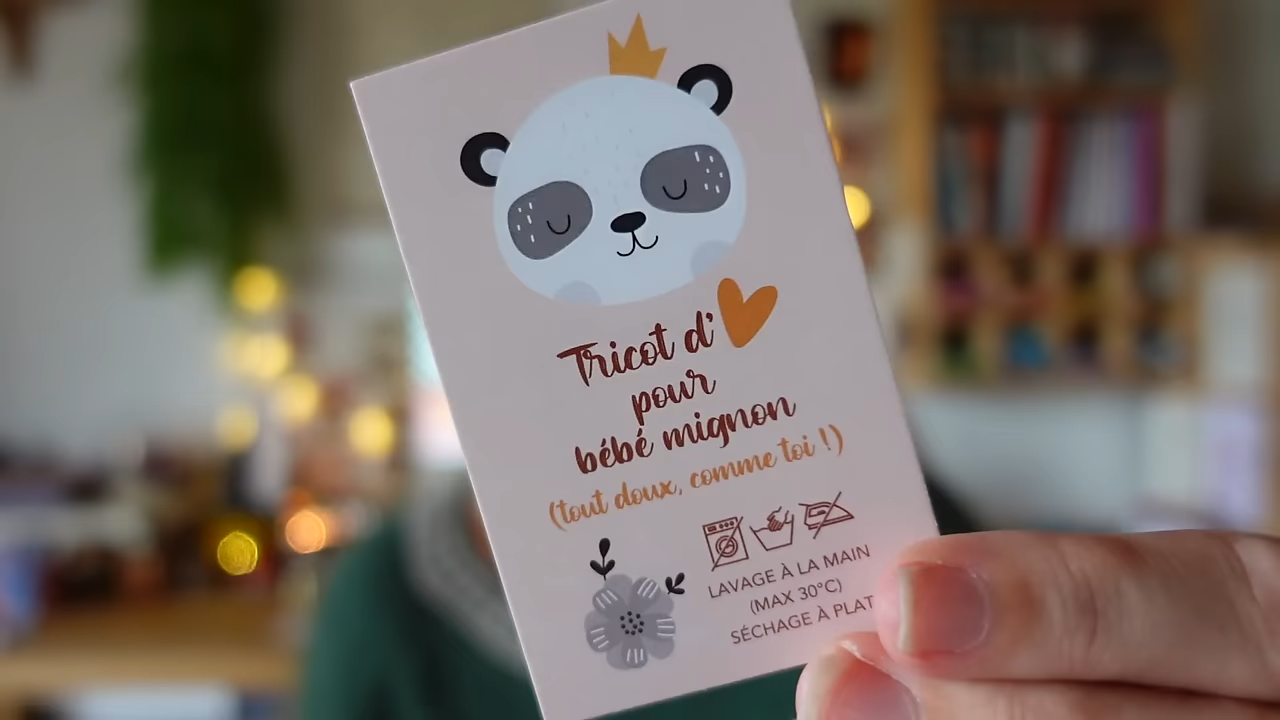 Tricot d'
pour
bébé mignon
(tout doux, comme toi !)
LAVAGE À LA MAIN
(MAX 30°C)
SÉCHAGE À PLAT